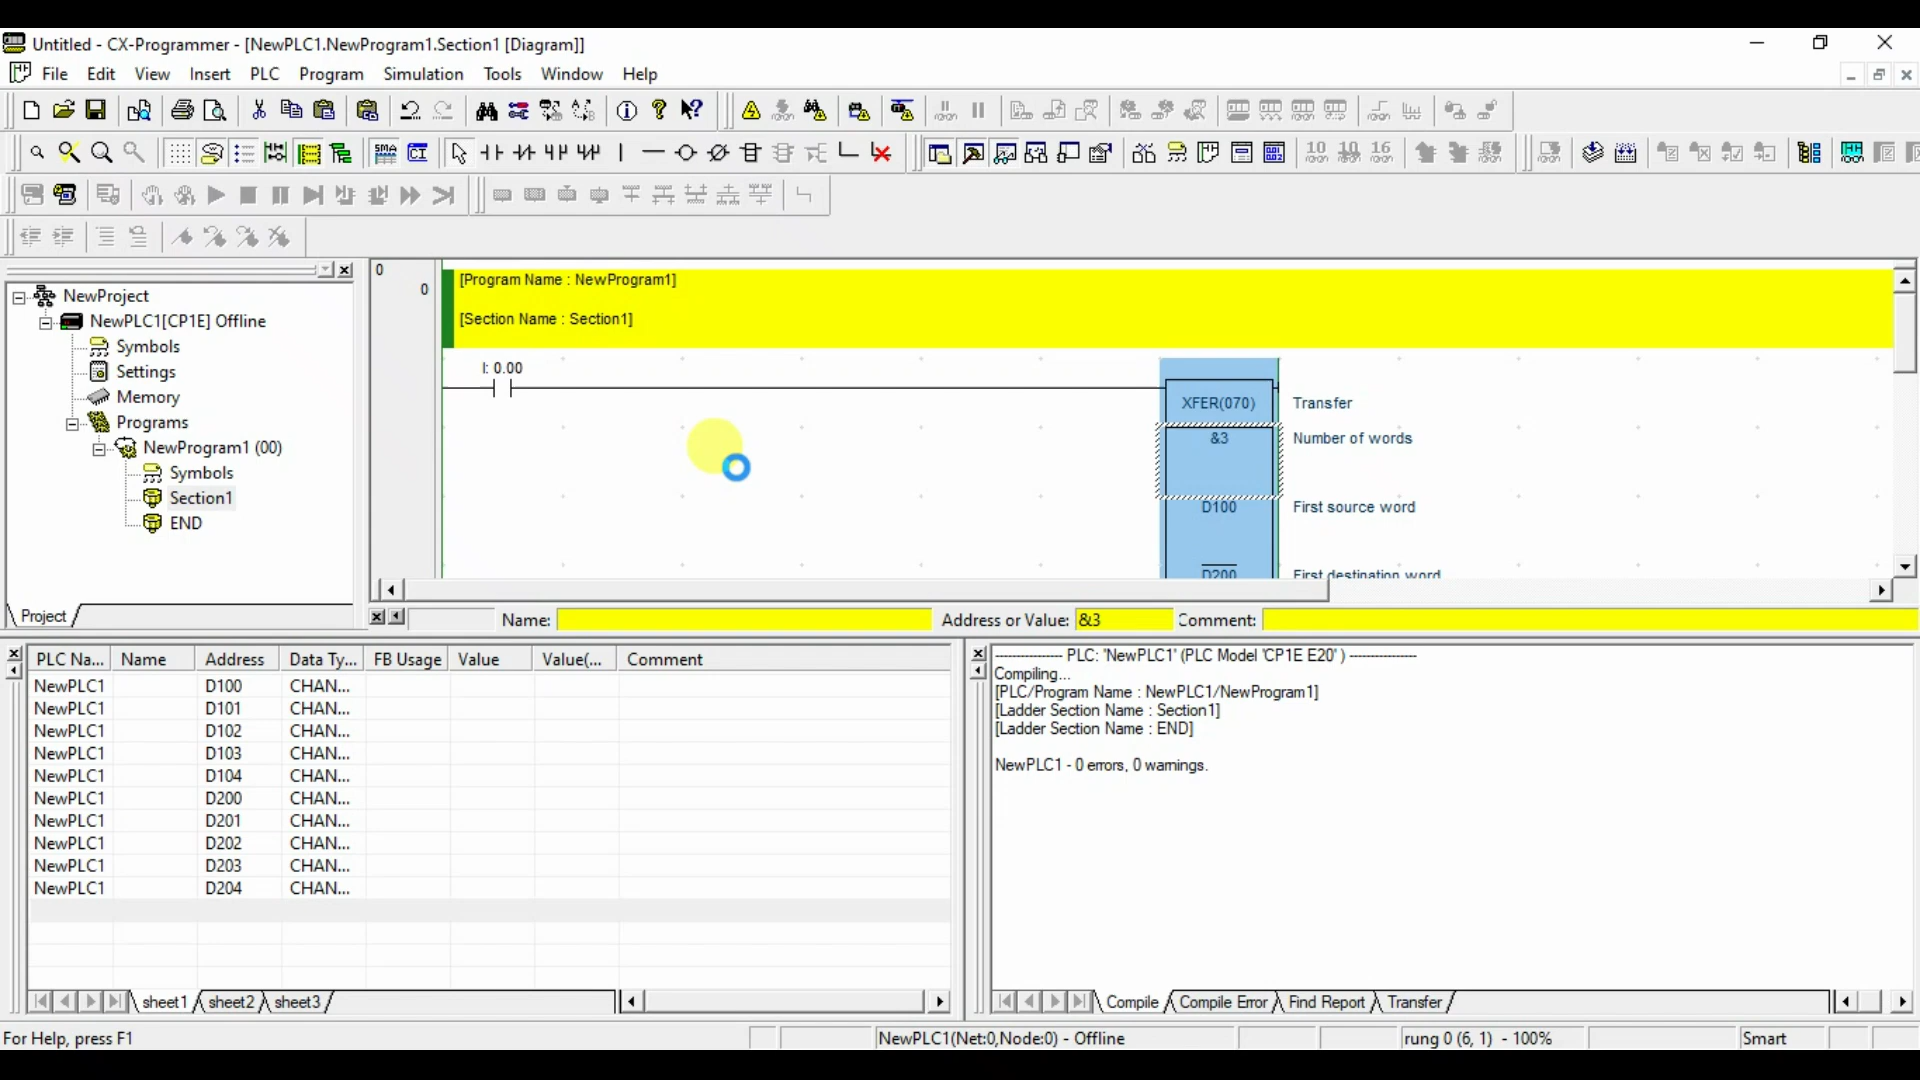 Untitled - CX-Programmer - [NewPLC1.NewProgram1.Section1 [Diagram]]
File Edit View Insert PLC Program Simulation Tools Window Help
SMA CI
10 10 16
NewProject
NewPLC1[CP1E] Offline
Symbols
Settings
Memory
Programs
NewProgram1 (00)
Symbols
Section1
END
Project
0
0
[Program Name : NewProgram1]
[Section Name : Section1]
I: 0.00
XFER(070) Transfer
&3 Number of words
D100 First source word
D200 First destination word
Name: Address or Value: &3 Comment:
PLC Na... Name Address Data Ty... FB Usage Value Value(... Comment
NewPLC1 D100 CHAN...
NewPLC1 D101 CHAN...
NewPLC1 D102 CHAN...
NewPLC1 D103 CHAN...
NewPLC1 D104 CHAN...
NewPLC1 D200 CHAN...
NewPLC1 D201 CHAN...
NewPLC1 D202 CHAN...
NewPLC1 D203 CHAN...
NewPLC1 D204 CHAN...
sheet1 sheet2 sheet3
---------------- PLC: 'NewPLC1' (PLC Model 'CP1E E20' ) ----------------
Compiling...
[PLC/Program Name : NewPLC1/NewProgram1]
[Ladder Section Name : Section1]
[Ladder Section Name : END]
NewPLC1 - 0 errors, 0 warnings.
Compile Compile Error Find Report Transfer
For Help, press F1 NewPLC1(Net:0,Node:0) - Offline rung 0 (6, 1) - 100% Smart